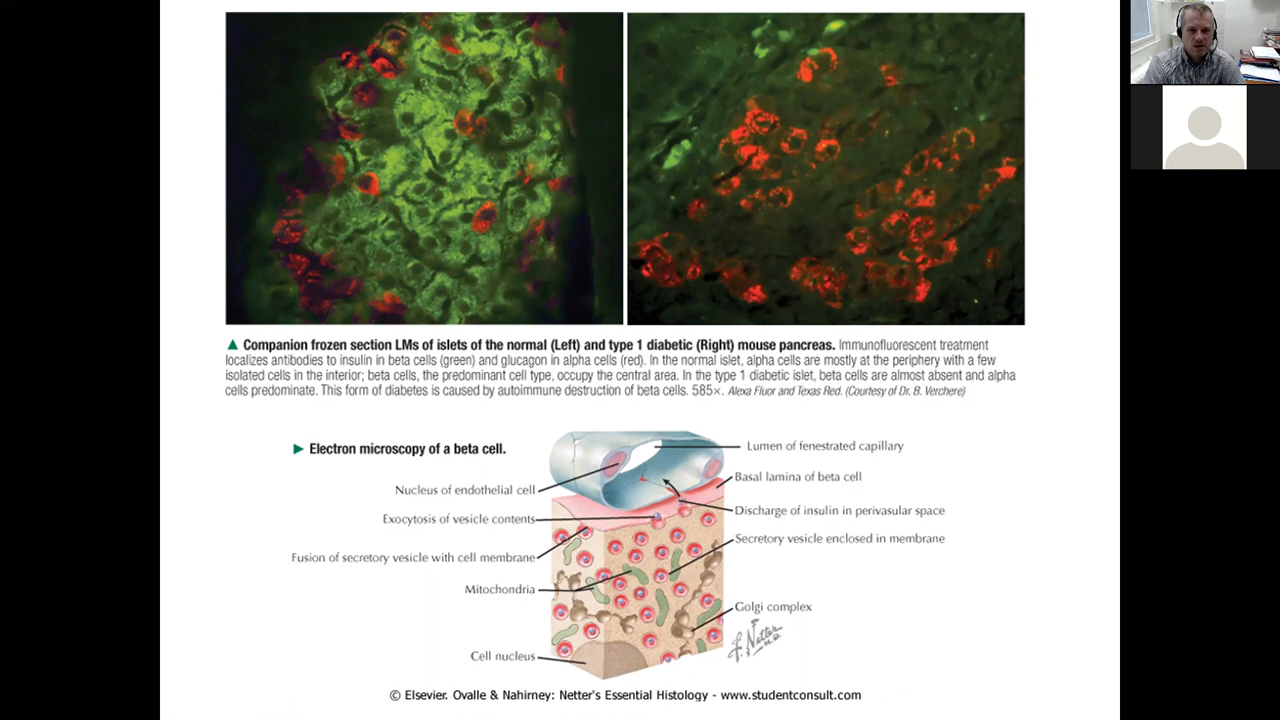 ▲ Companion frozen section LMs of islets of the normal (Left) and type 1 diabetic (Right) mouse pancreas. Immunofluorescent treatment
localizes antibodies to insulin in beta cells (green) and glucagon in alpha cells (red). In the normal islet, alpha cells are mostly at the periphery with a few
isolated cells in the interior; beta cells, the predominant cell type, occupy the central area. In the type 1 diabetic islet, beta cells are almost absent and alpha
cells predominate. This form of diabetes is caused by autoimmune destruction of beta cells. 585×. Alexa Fluor and Texas Red. (Courtesy of Dr. B. Verchere)
▶ Electron microscopy of a beta cell.
Lumen of fenestrated capillary
Basal lamina of beta cell
Nucleus of endothelial cell
Discharge of insulin in perivasular space
Exocytosis of vesicle contents
Secretory vesicle enclosed in membrane
Fusion of secretory vesicle with cell membrane
Mitochondria
Golgi complex
F. Netter M.D.
Cell nucleus
© Elsevier. Ovalle & Nahirney: Netter's Essential Histology - www.studentconsult.com